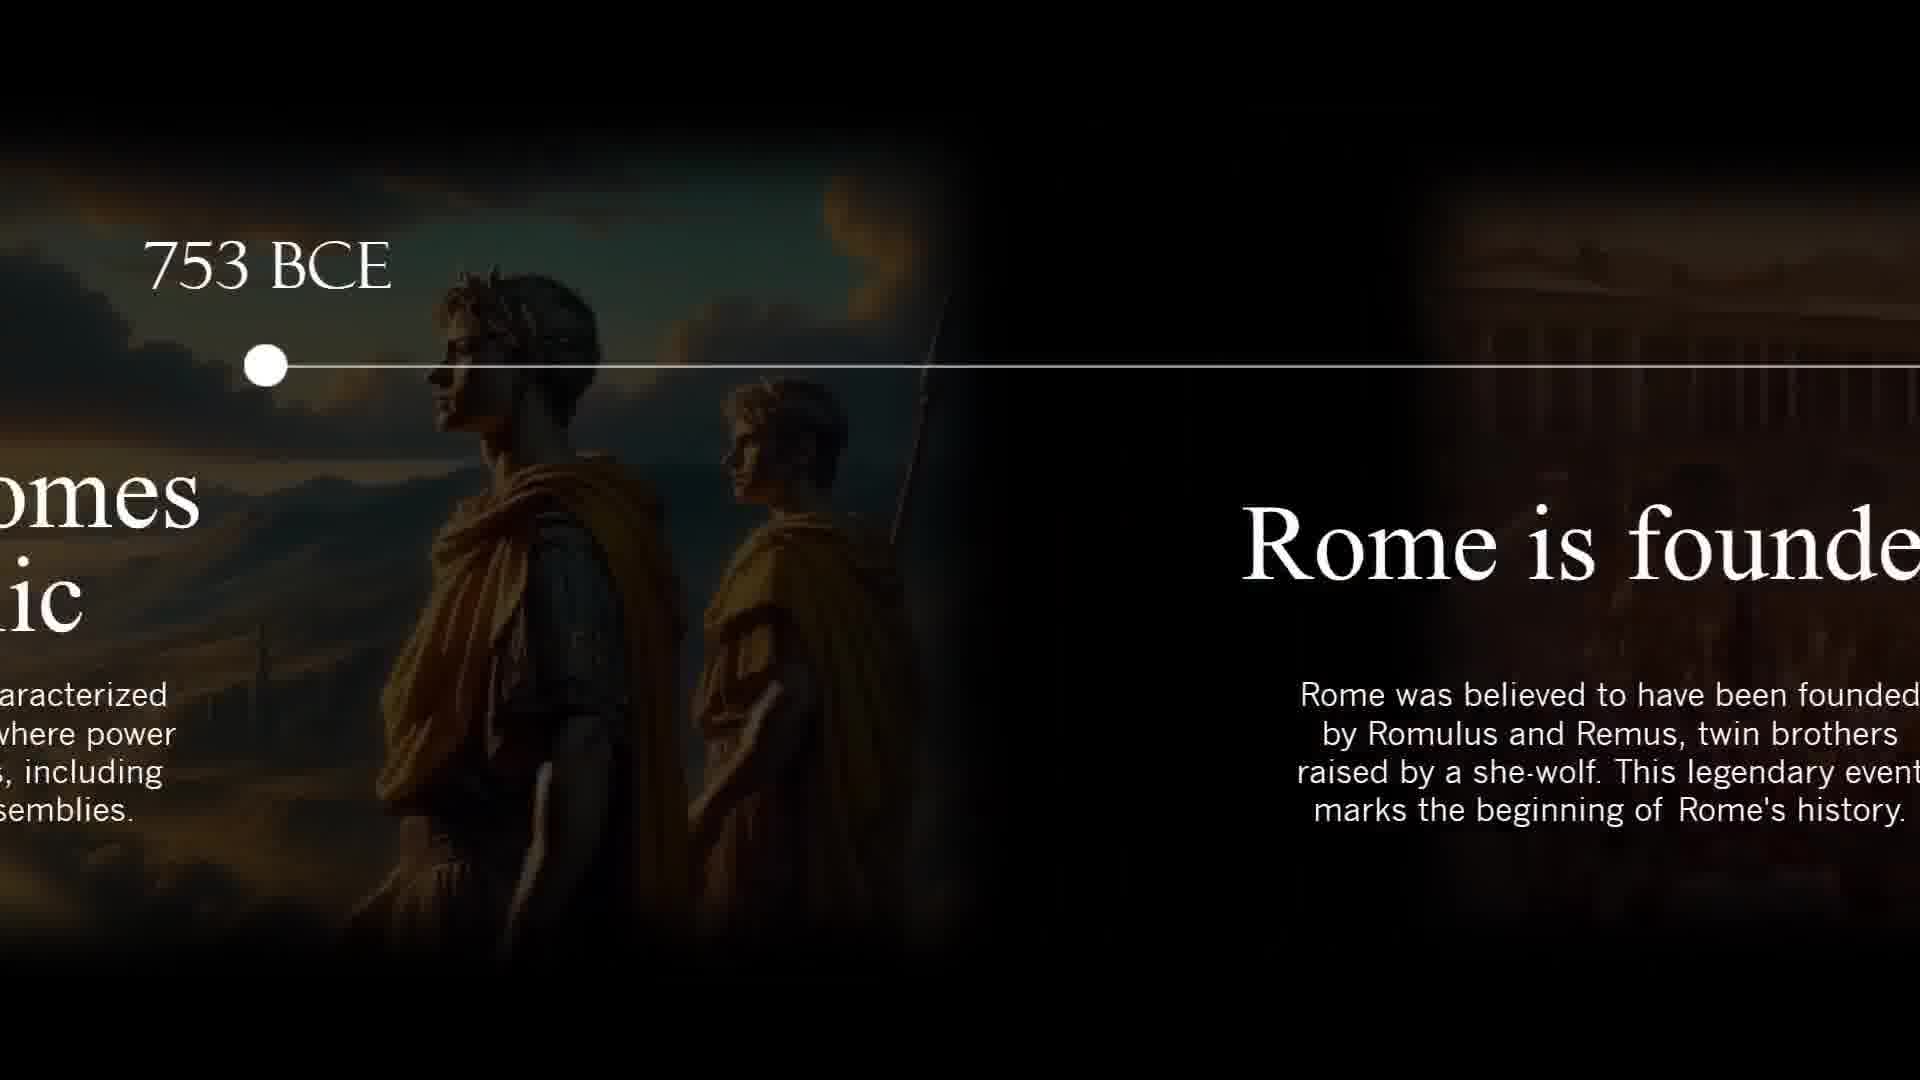 753 BCE
omes
ic
aracterized
where power
s, including
semblies.
Rome is founde
Rome was believed to have been founded
by Romulus and Remus, twin brothers
raised by a she-wolf. This legendary event
marks the beginning of Rome's history.